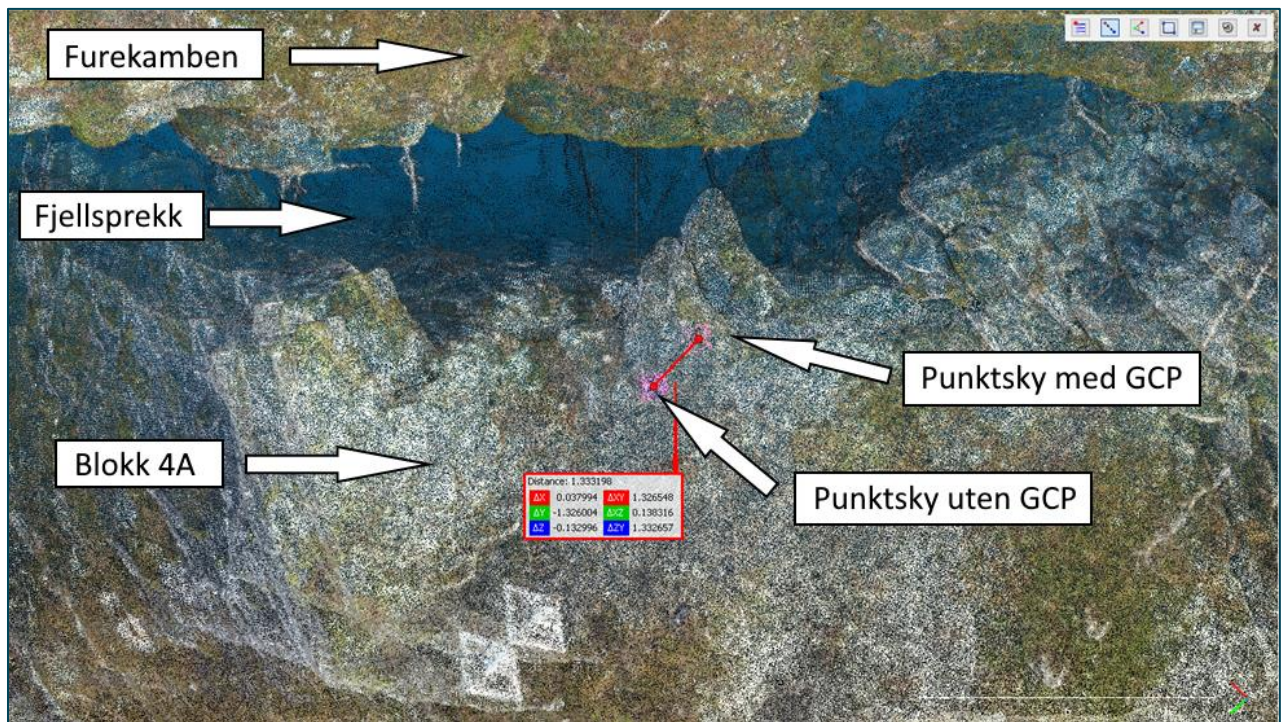 Furekamben
Fjellsprekk
Punktsky med GCP
Blokk 4A
Punktsky uten GCP
Distance: 1.333198
ΔX 0.037994 ΔXY 1.326548
ΔY -1.326004 ΔXZ 0.138316
ΔZ -0.132996 ΔZY 1.332657